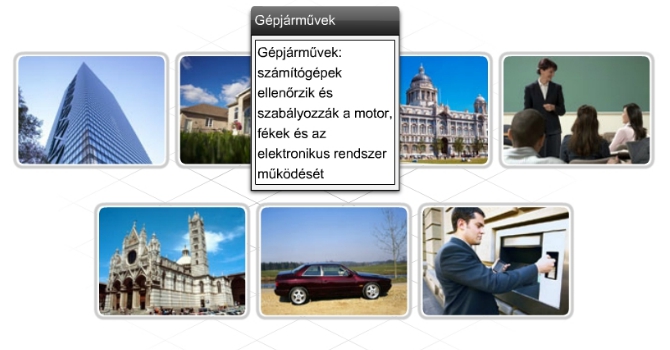 Gépjárművek
Gépjárművek:
számítógépek
ellenőrzik és
szabályozzák a motor,
fékek és az
elektronikus rendszer
működését